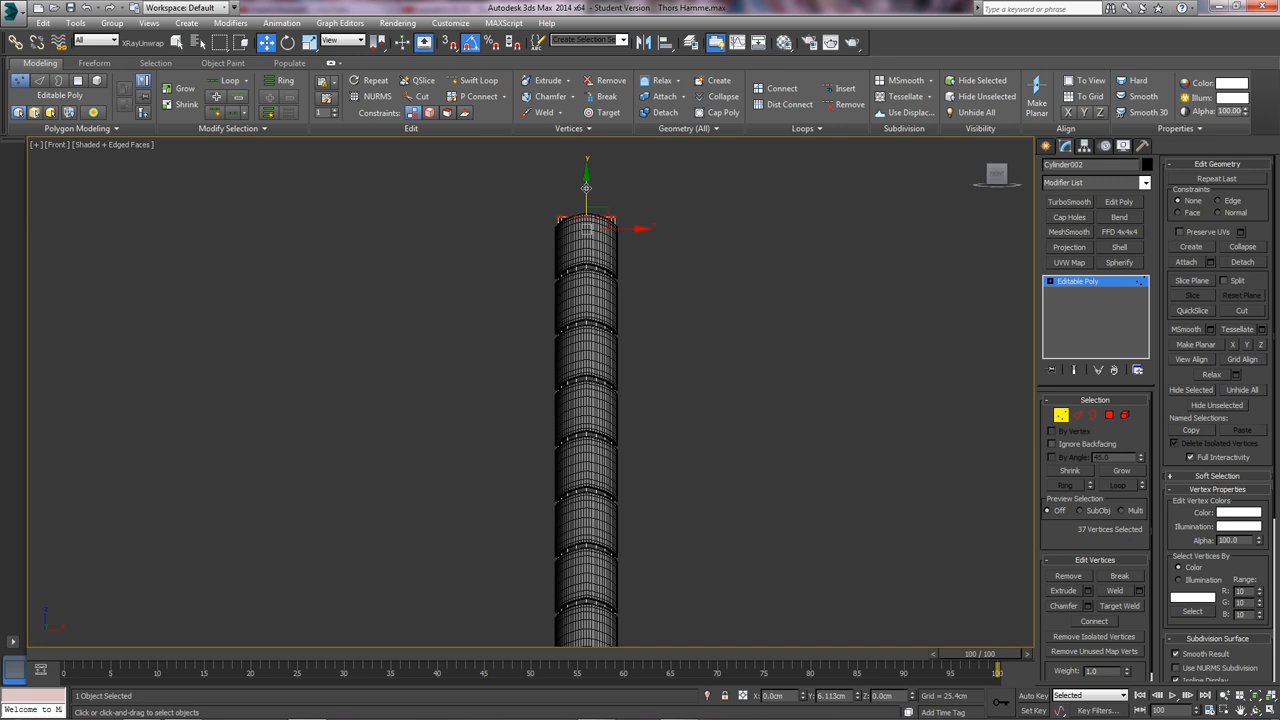 Workspace: Default
Autodesk 3ds Max 2014 x64 - Student Version    Thors Hamme.max
Type a keyword or phrase
Edit Tools Group Views Create Modifiers Animation Graph Editors Rendering Customize MAXScript Help
All XRayUnwrap View Create Selection Se
Modeling Freeform Selection Object Paint Populate
Loop Ring Repeat QSlice Swift Loop Extrude Remove Relax Create Connect Insert MSmooth Hide Selected To View Hard Color:
Edit Poly Grow NURMS Cut P Connect Chamfer Break Attach Collapse Dist Connect Remove Tessellate Hide Unselected Make Planar To Grid Smooth Illum:
Shrink Weld Target Detach Cap Poly Use Displac... Unhide All X Y Z Smooth 30 Alpha: 100.00
Polygon Modeling Modify Selection Edit Vertices Geometry (All) Loops Subdivision Visibility Align Properties
[+] [Front] [Shaded + Edged Faces]
y
FRONT
Cylinder002
Modifier List
TurboSmooth Edit Poly
Cap Holes Bend
MeshSmooth FFD 4x4x4
Projection Shell
UVW Map Spherify
Editable Poly
Selection
By Vertex
Ignore Backfacing
By Angle: 45.0
Shrink Grow
Ring Loop
Preview Selection
Off SubObj Multi
37 Vertices Selected
Edit Vertices
Remove Break
Extrude Weld
Chamfer Target Weld
Connect
Remove Isolated Vertices
Remove Unused Map Verts
Weight: 1.0
Edit Geometry
Repeat Last
Constraints
None Edge
Face Normal
Preserve UVs
Create Collapse
Attach Detach
Slice Plane Split
Slice Reset Plane
QuickSlice Cut
MSmooth Tessellate
Make Planar X Y Z
View Align Grid Align
Relax
Hide Selected Unhide All
Hide Unselected
Named Selections:
Copy Paste
Delete Isolated Vertices
Full Interactivity
Soft Selection
Vertex Properties
Edit Vertex Colors
Color:
Illumination:
Alpha: 100.0
Select Vertices By
Color
Illumination Range:
R: 10
G: 10
Select B: 10
Subdivision Surface
Smooth Result
Use NURMS Subdivision
Isoline Display
100 / 100
0 5 10 15 20 25 30 35 40 45 50 55 60 65 70 75 80 85 90 95 100
1 Object Selected X: 0.0cm Y: 6.113cm Z: 0.0cm Grid = 25.4cm Auto Key Selected
Welcome to M Click or click-and-drag to select objects Add Time Tag Set Key Key Filters... 100